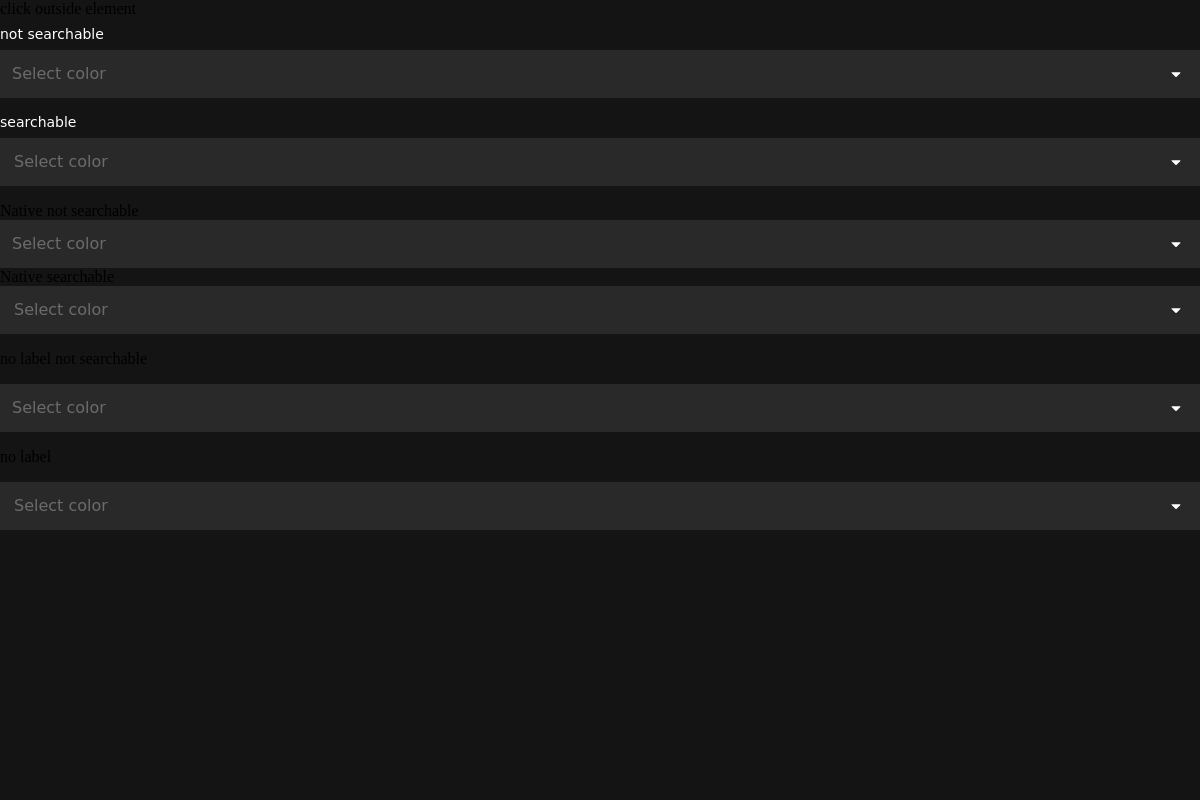 click outside element
not searchable
Select color
searchable
Select color
Native not searchable
Select color
Native searchable
Select color
no label not searchable
Select color
no label
Select color